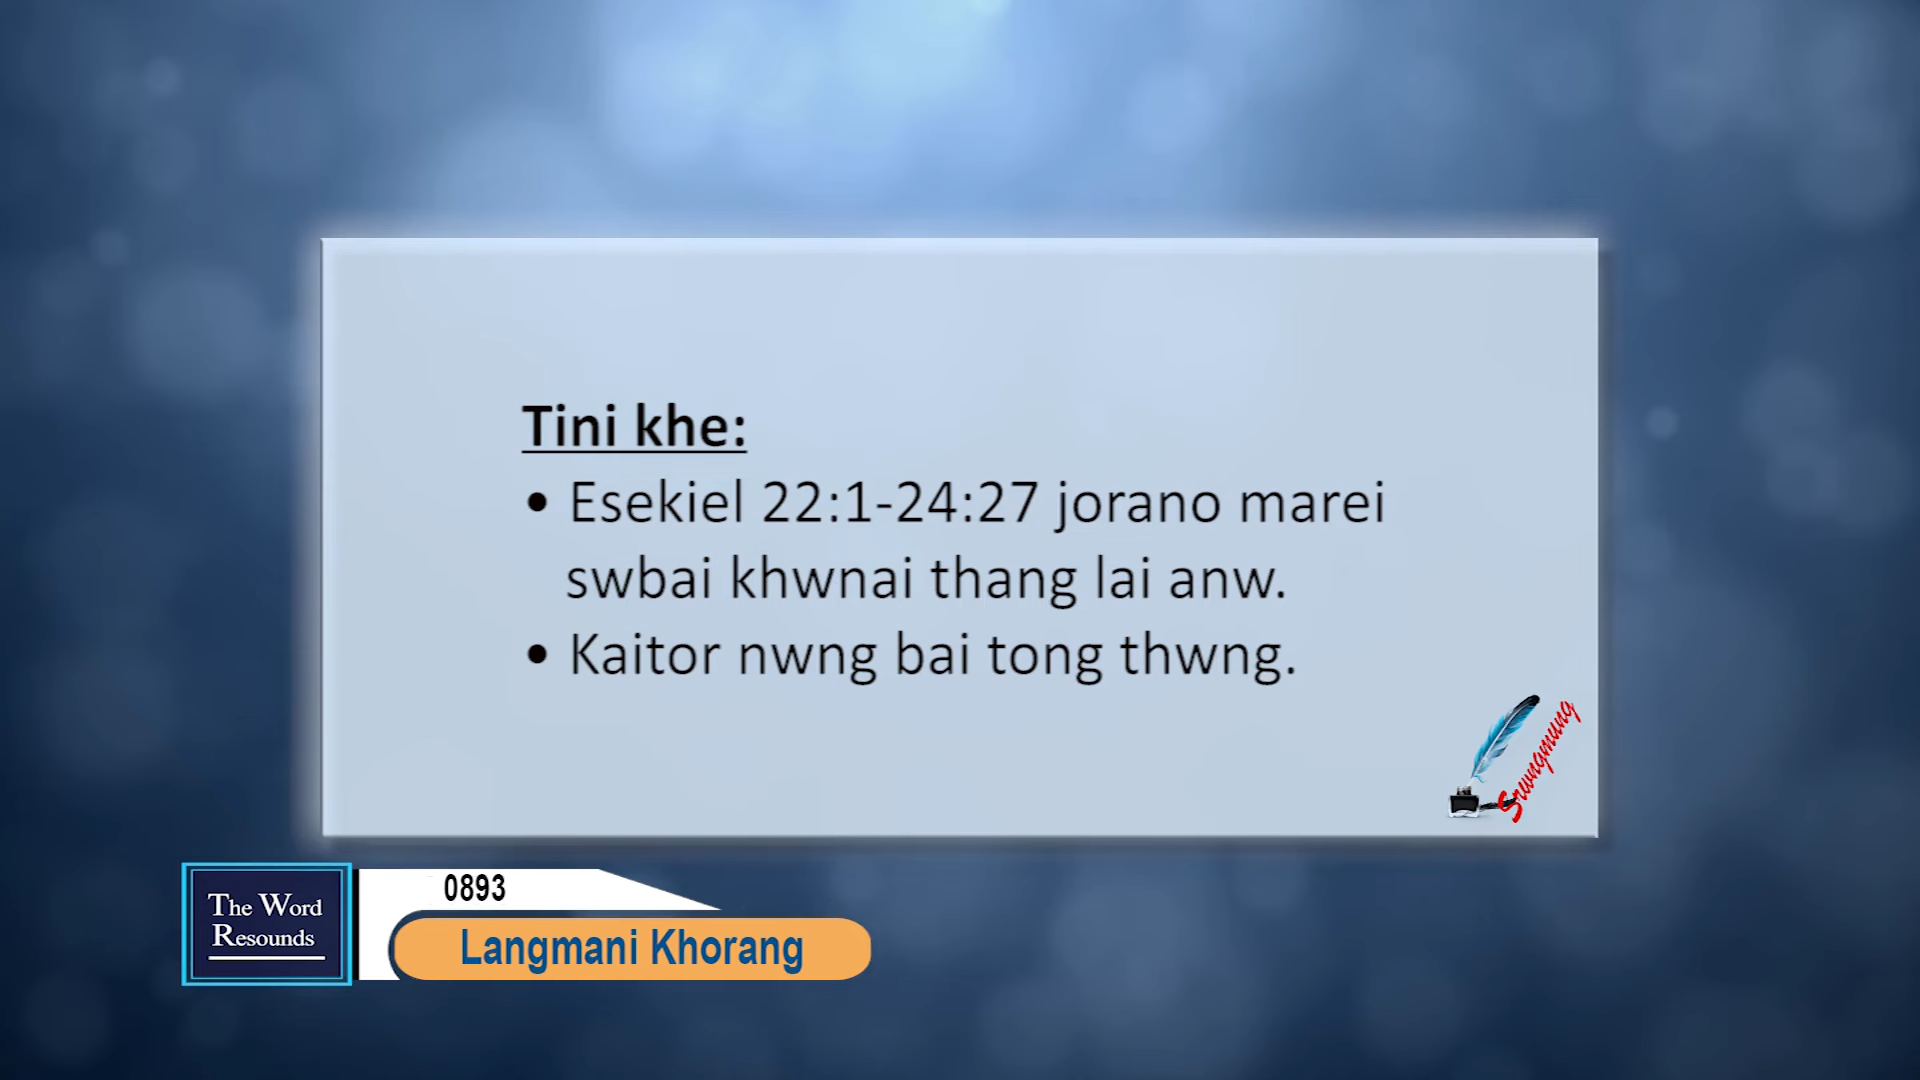 Tini khe:
• Esekiel 22:1-24:27 jorano marei
swbai khwnai thang lai anw.
• Kaitor nwng bai tong thwng.
Srwngmung
The Word
Resounds
0893
Langmani Khorang